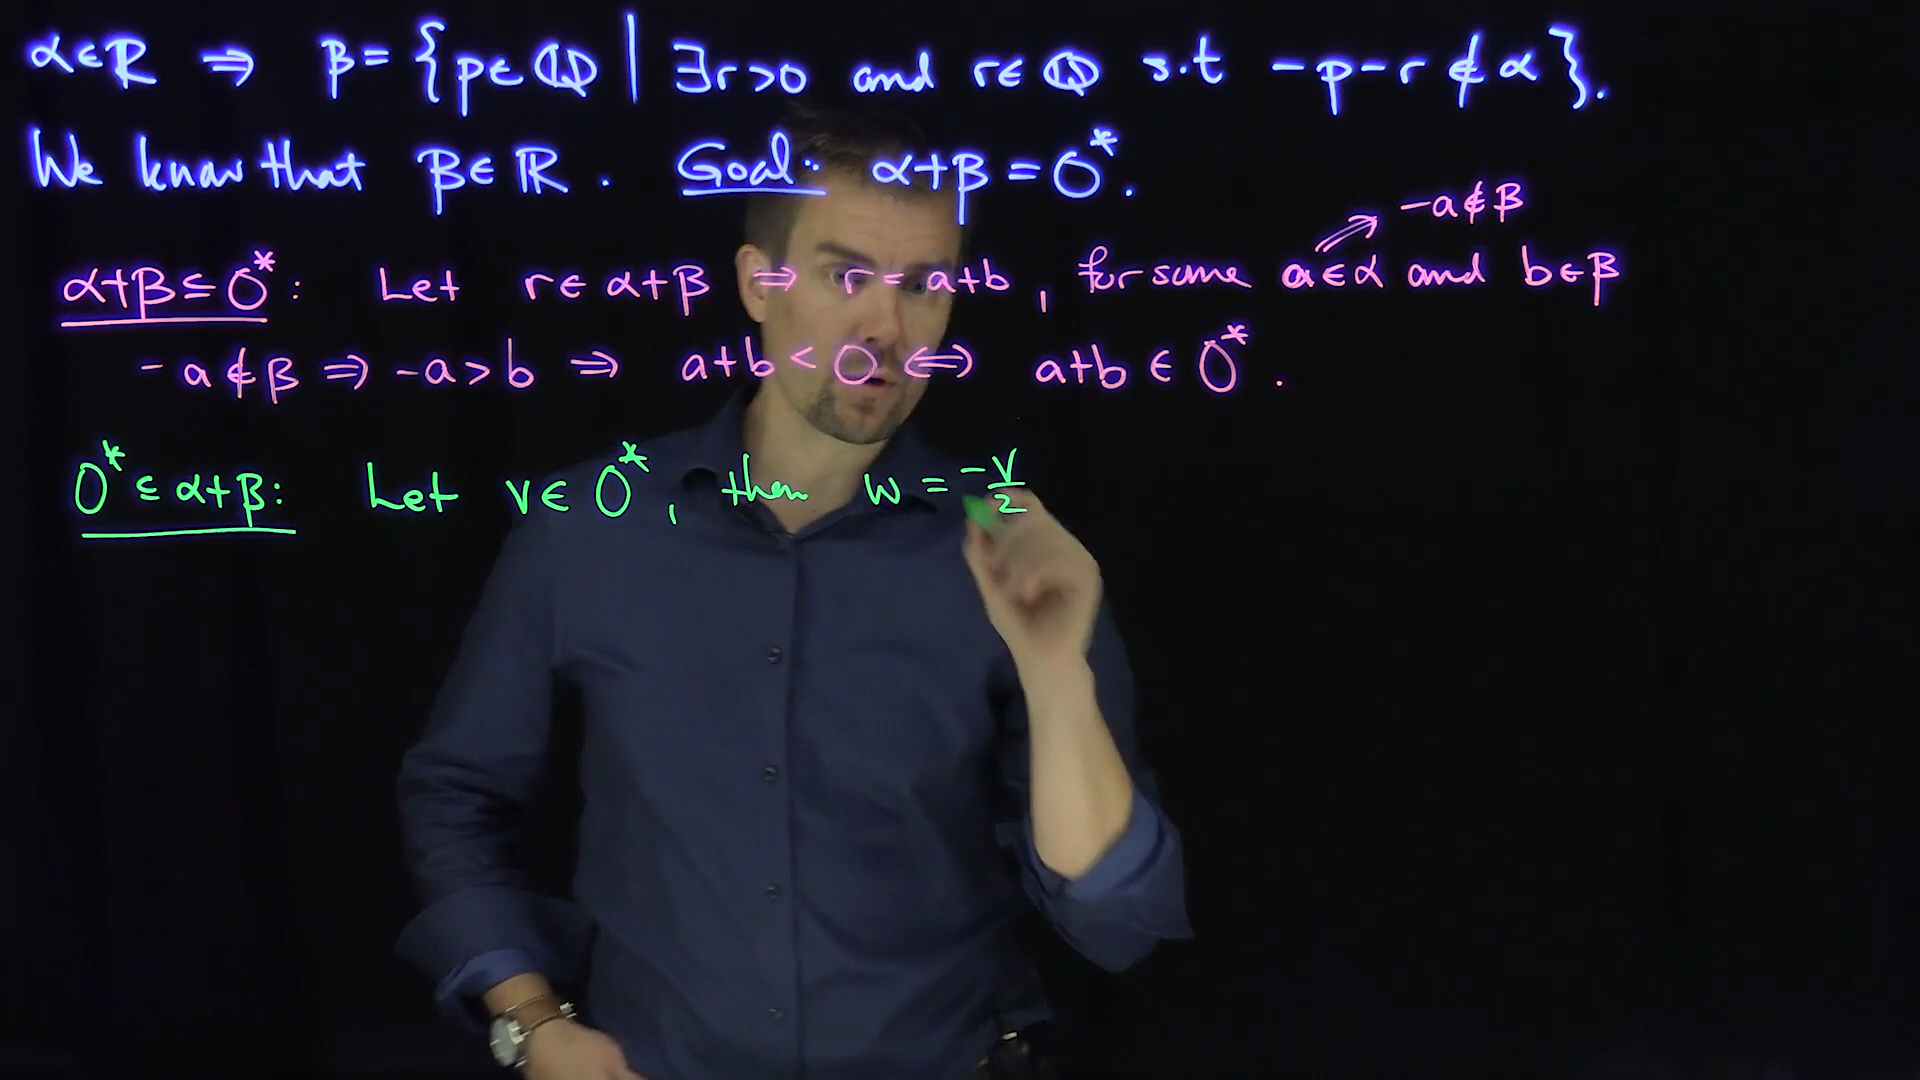 α∈ℝ ⇒ β = {p∈ℚ | ∃r>0 and r∈ℚ s.t -p-r∉α}.
We know that β∈ℝ. Goal: α+β = 0*.
-a∉β
α+β ⊆ 0*: Let r∈α+β ⇒ r = a+b, for some a∈α and b∈β
-a∉β ⇒ -a>b ⇒ a+b<0 ⇔ a+b ∈ 0*.
0* ⊆ α+β: Let v∈0*, then w = -v/2